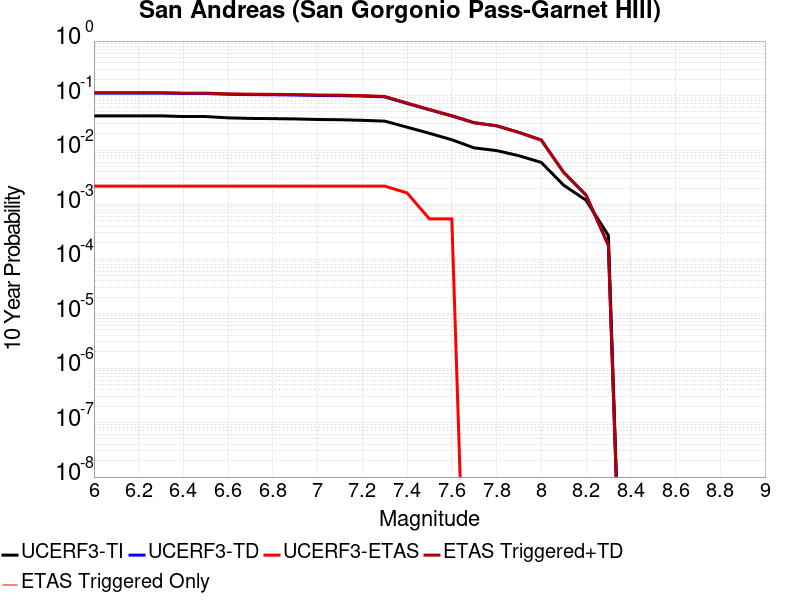 San Andreas (San Gorgonio Pass-Garnet HIll)
10 0
10 -1
10 -2
10 -3
10 -4
10 -5
10 -6
10 -7
10 -8
10 Year Probability
6 6.2 6.4 6.6 6.8 7 7.2 7.4 7.6 7.8 8 8.2 8.4 8.6 8.8 9
Magnitude
UCERF3-TI UCERF3-TD UCERF3-ETAS ETAS Triggered+TD
ETAS Triggered Only